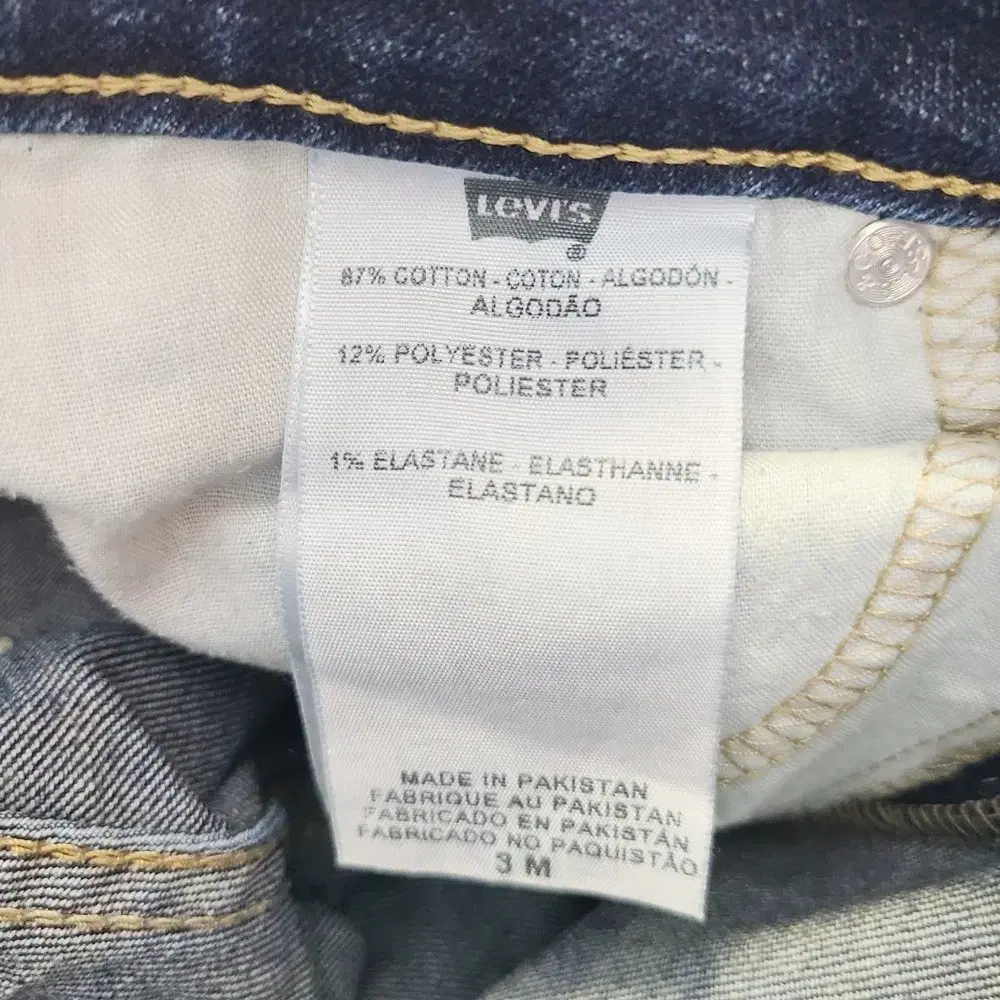 LEVI'S
®
87% COTTON - COTON - ALGODÓN -
ALGODÃO
12% POLYESTER - POLIÉSTER -
POLIESTER
1% ELASTANE - ELASTHANNE -
ELASTANO
MADE IN PAKISTAN
FABRIQUE AU PAKISTAN
FABRICADO EN PAKISTÁN
FABRICADO NO PAQUISTÃO
3 M